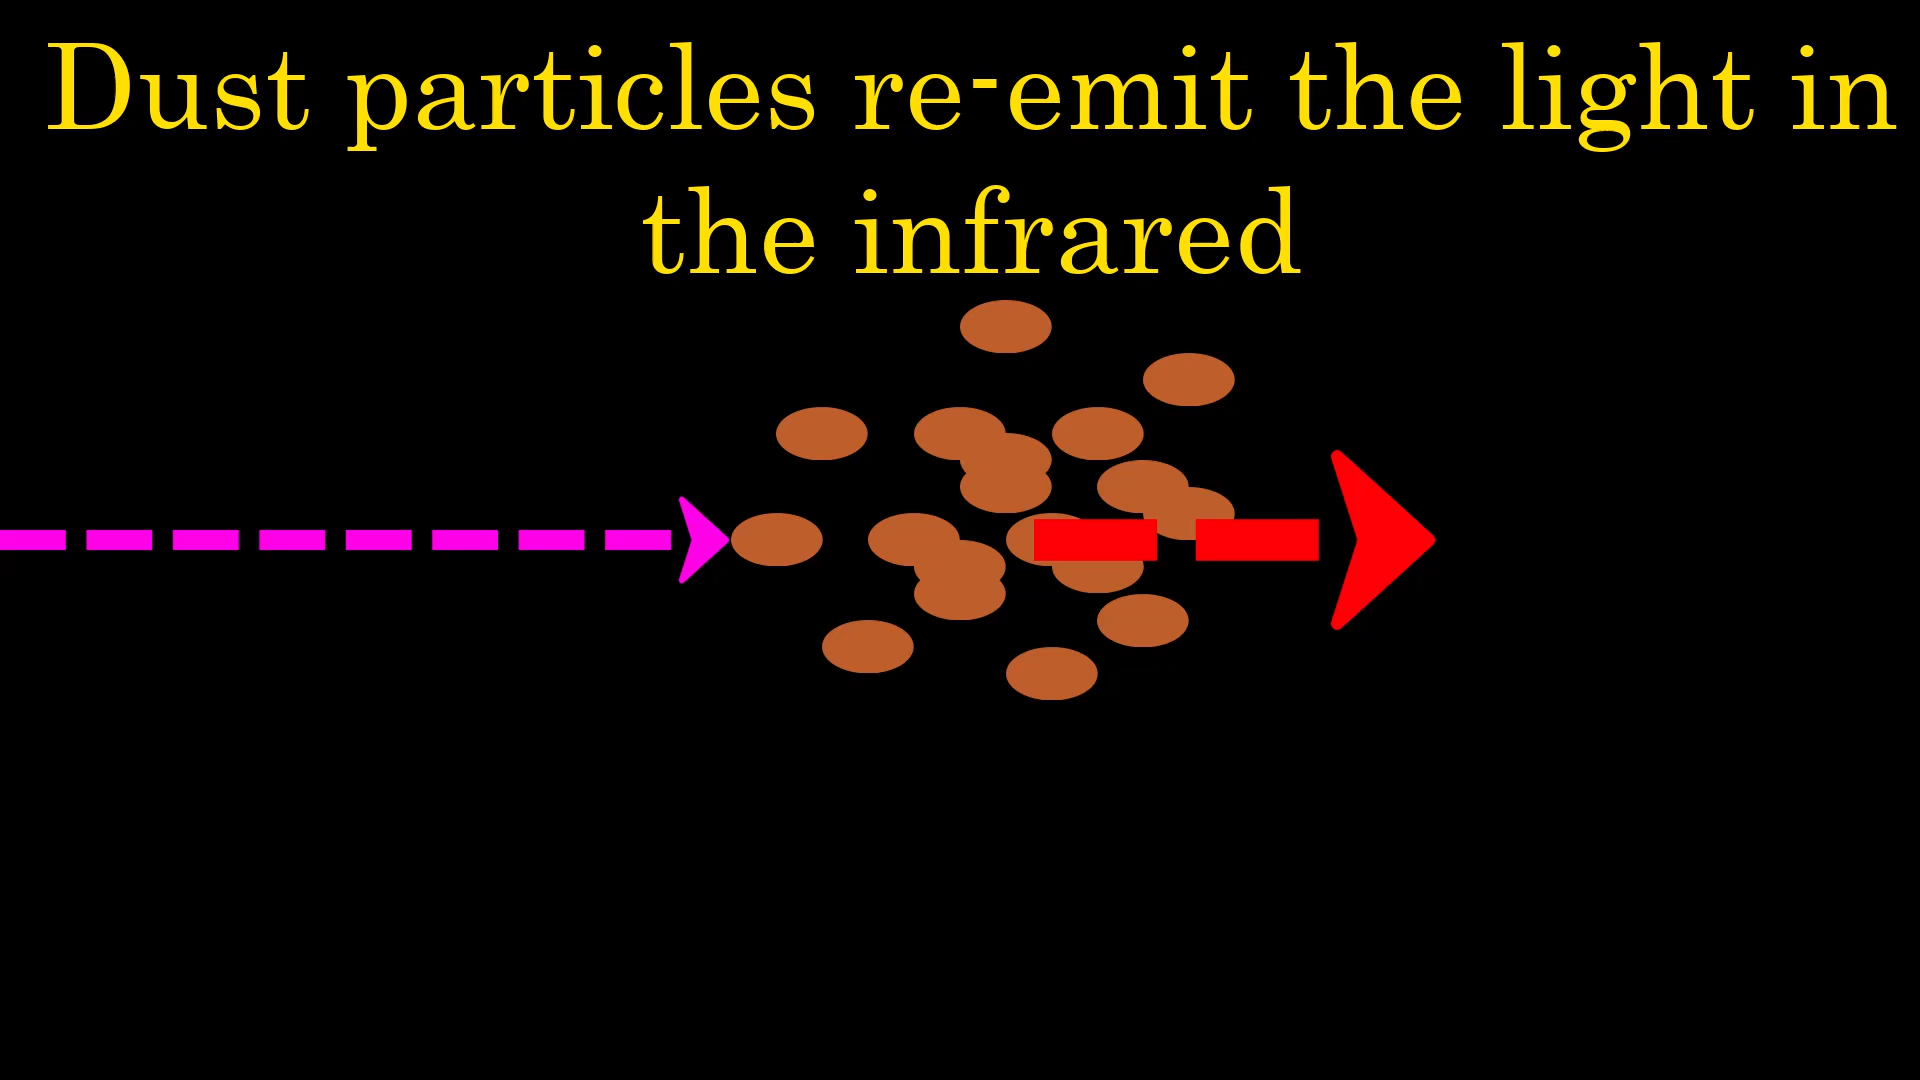 Dust particles re-emit the light in
the infrared